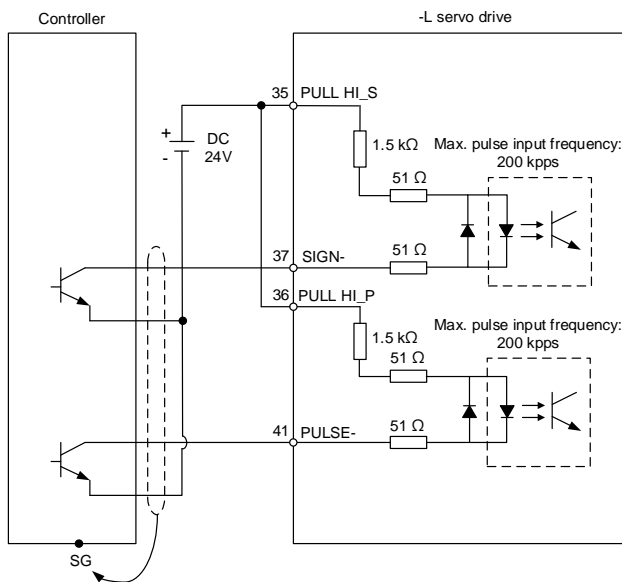 Controller
-L servo drive
35
PULL HI_S
+
-
DC
24V
1.5 kΩ
Max. pulse input frequency:
200 kpps
51 Ω
51 Ω
37
SIGN-
36
PULL HI_P
1.5 kΩ
Max. pulse input frequency:
200 kpps
51 Ω
51 Ω
41
PULSE-
SG